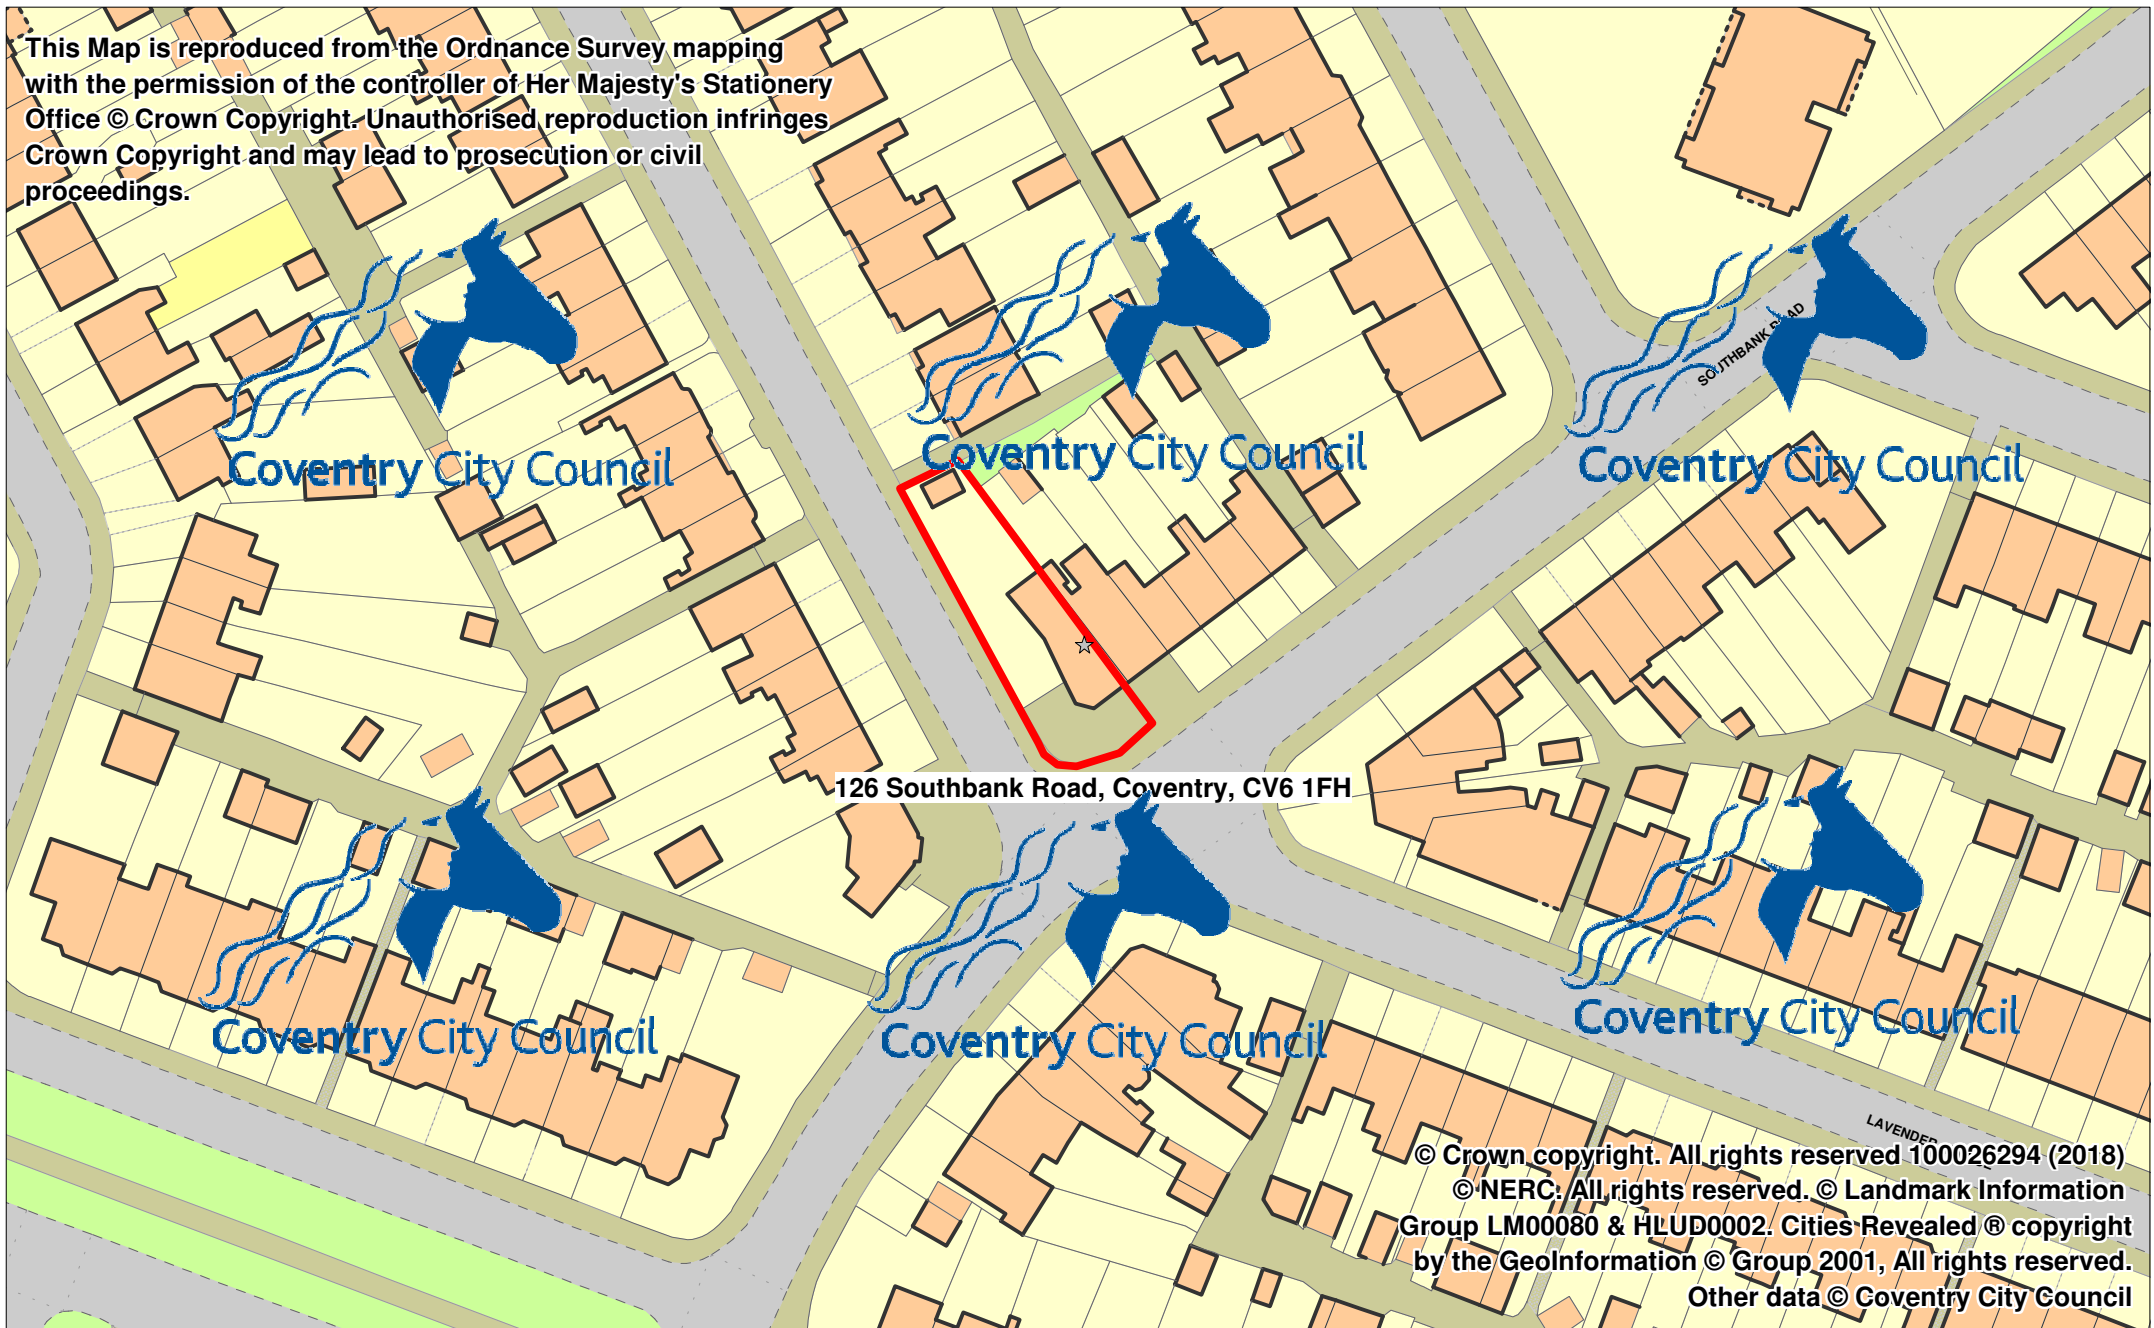 This Map is reproduced from the Ordnance Survey mapping
with the permission of the controller of Her Majesty's Stationery
Office © Crown Copyright. Unauthorised reproduction infringes
Crown Copyright and may lead to prosecution or civil
proceedings.
SOUTHBANK ROAD
Coventry City Council
Coventry City Council
Coventry City Council
126 Southbank Road, Coventry, CV6 1FH
Coventry City Council
Coventry City Council
Coventry City Council
LAVENDER
© Crown copyright. All rights reserved 100026294 (2018)
© NERC. All rights reserved. © Landmark Information
Group LM00080 & HLUD0002. Cities Revealed ® copyright
by the GeoInformation © Group 2001, All rights reserved.
Other data © Coventry City Council